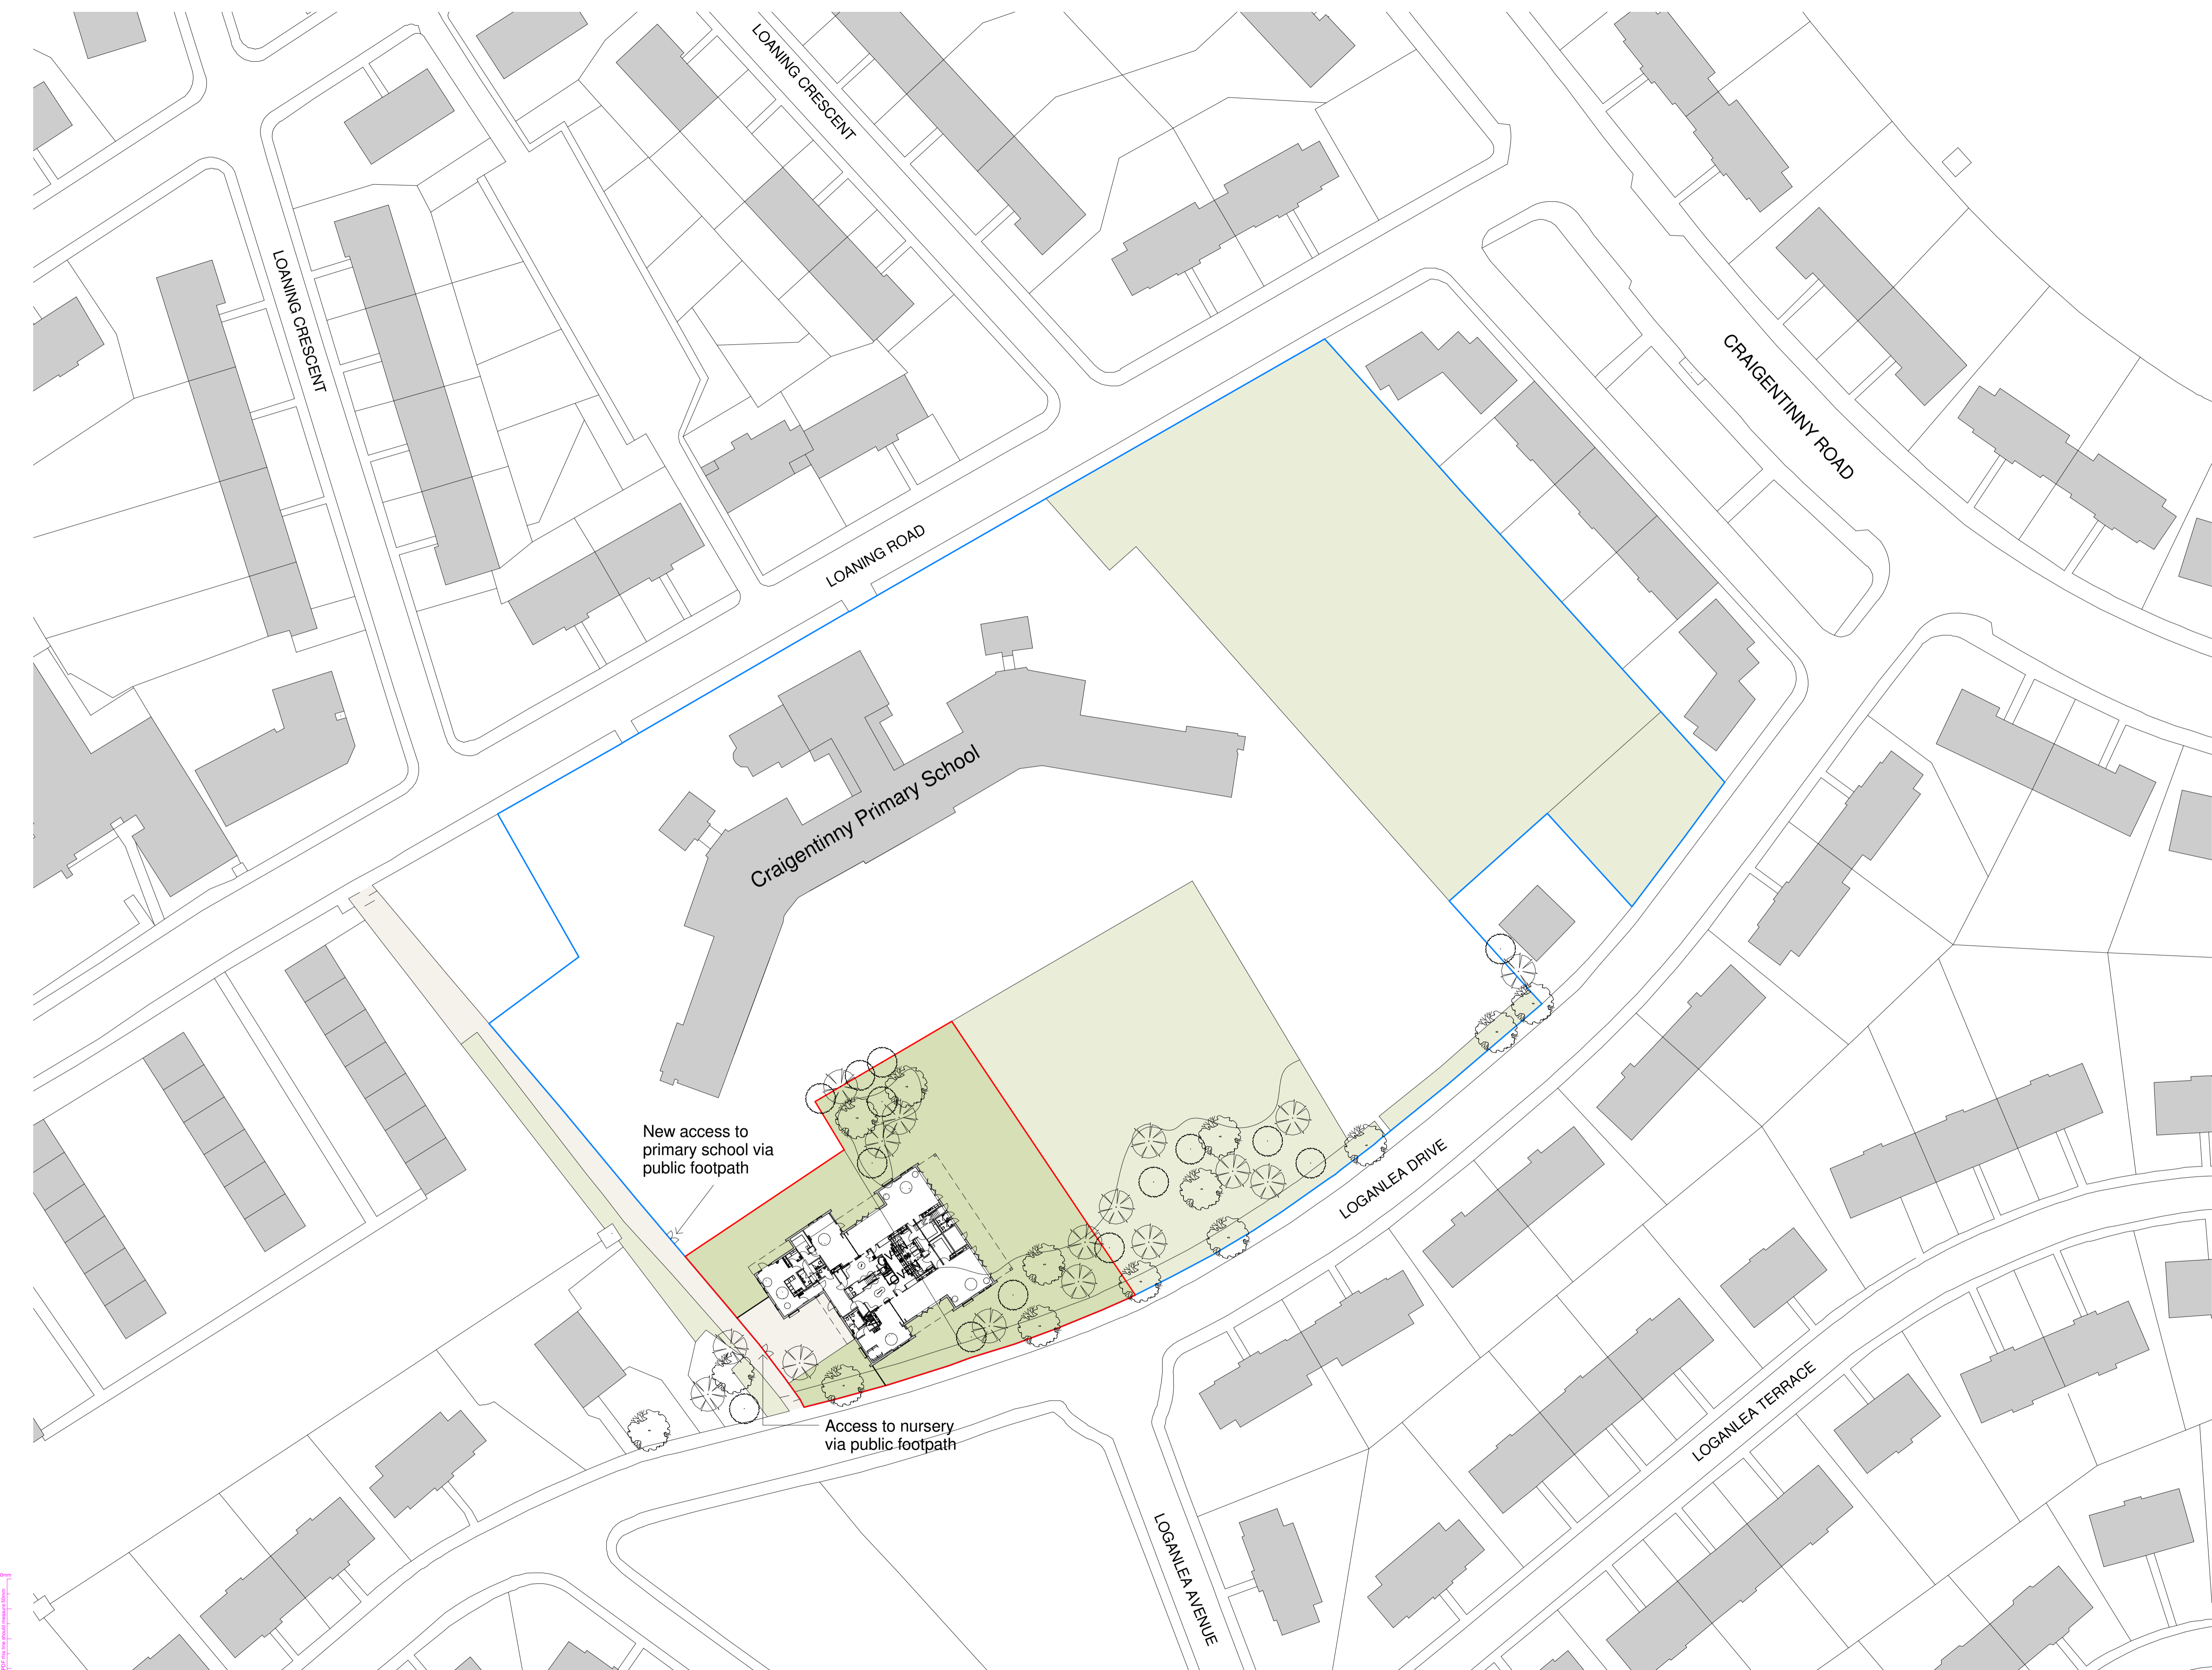 LOANING CRESCENT
LOANING CRESCENT
CRAIGENTINNY ROAD
LOANING ROAD
Craigentinny Primary School
New access to
primary school via
public footpath
LOGANLEA DRIVE
Access to nursery
via public footpath
LOGANLEA TERRACE
LOGANLEA AVENUE